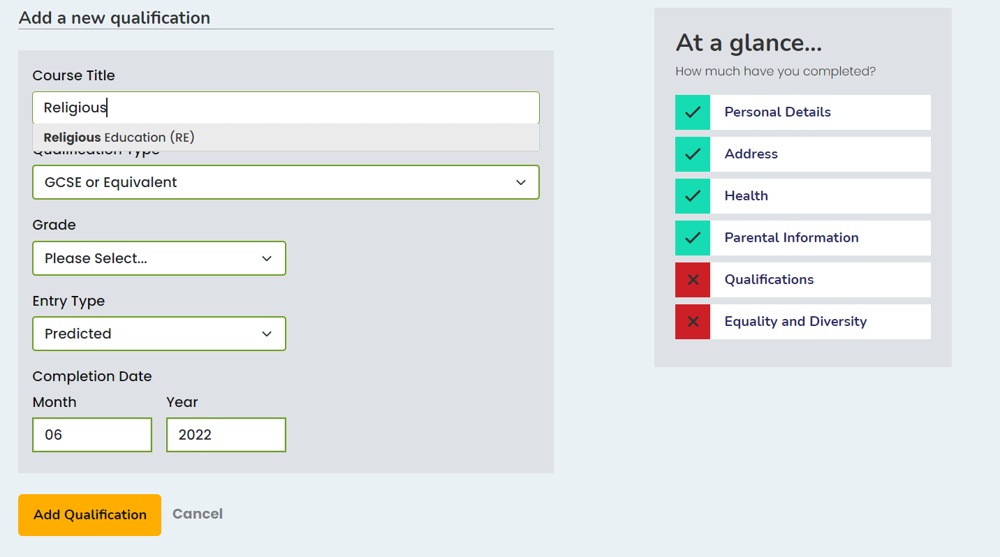 Add a new qualification
Course Title
Religious
Religious Education (RE)
Qualification Type
GCSE or Equivalent
Grade
Please Select...
Entry Type
Predicted
Completion Date
Month Year
06 2022
Add Qualification Cancel
At a glance...
How much have you completed?
Personal Details
Address
Health
Parental Information
Qualifications
Equality and Diversity